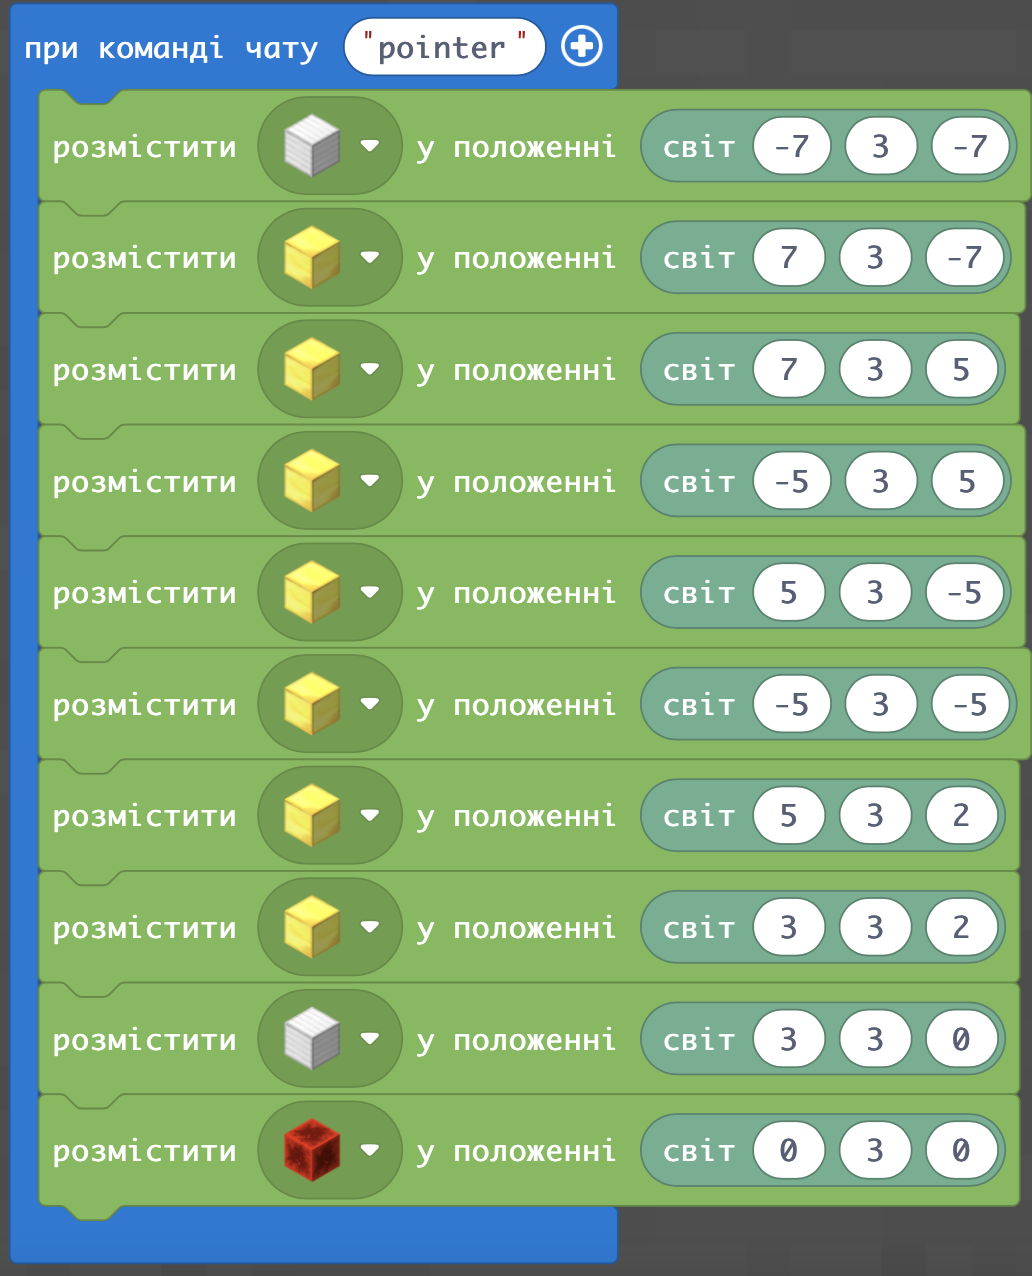 при команді чату "pointer"
розмістити у положенні світ -7 3 -7
розмістити у положенні світ 7 3 -7
розмістити у положенні світ 7 3 5
розмістити у положенні світ -5 3 5
розмістити у положенні світ 5 3 -5
розмістити у положенні світ -5 3 -5
розмістити у положенні світ 5 3 2
розмістити у положенні світ 3 3 2
розмістити у положенні світ 3 3 0
розмістити у положенні світ 0 3 0